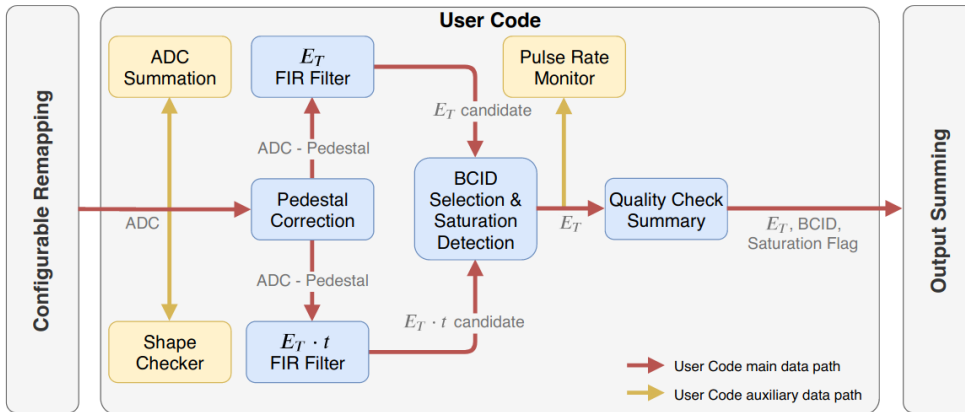 User Code
Configurable Remapping
ADC
Summation
E_T
FIR Filter
Pulse Rate
Monitor
E_T candidate
ADC - Pedestal
Pedestal
Correction
BCID
Selection &
Saturation
Detection
Quality Check
Summary
ADC
E_T
E_T, BCID,
Saturation Flag
ADC - Pedestal
E_T · t candidate
Shape
Checker
E_T · t
FIR Filter
User Code main data path
User Code auxiliary data path
Output Summing